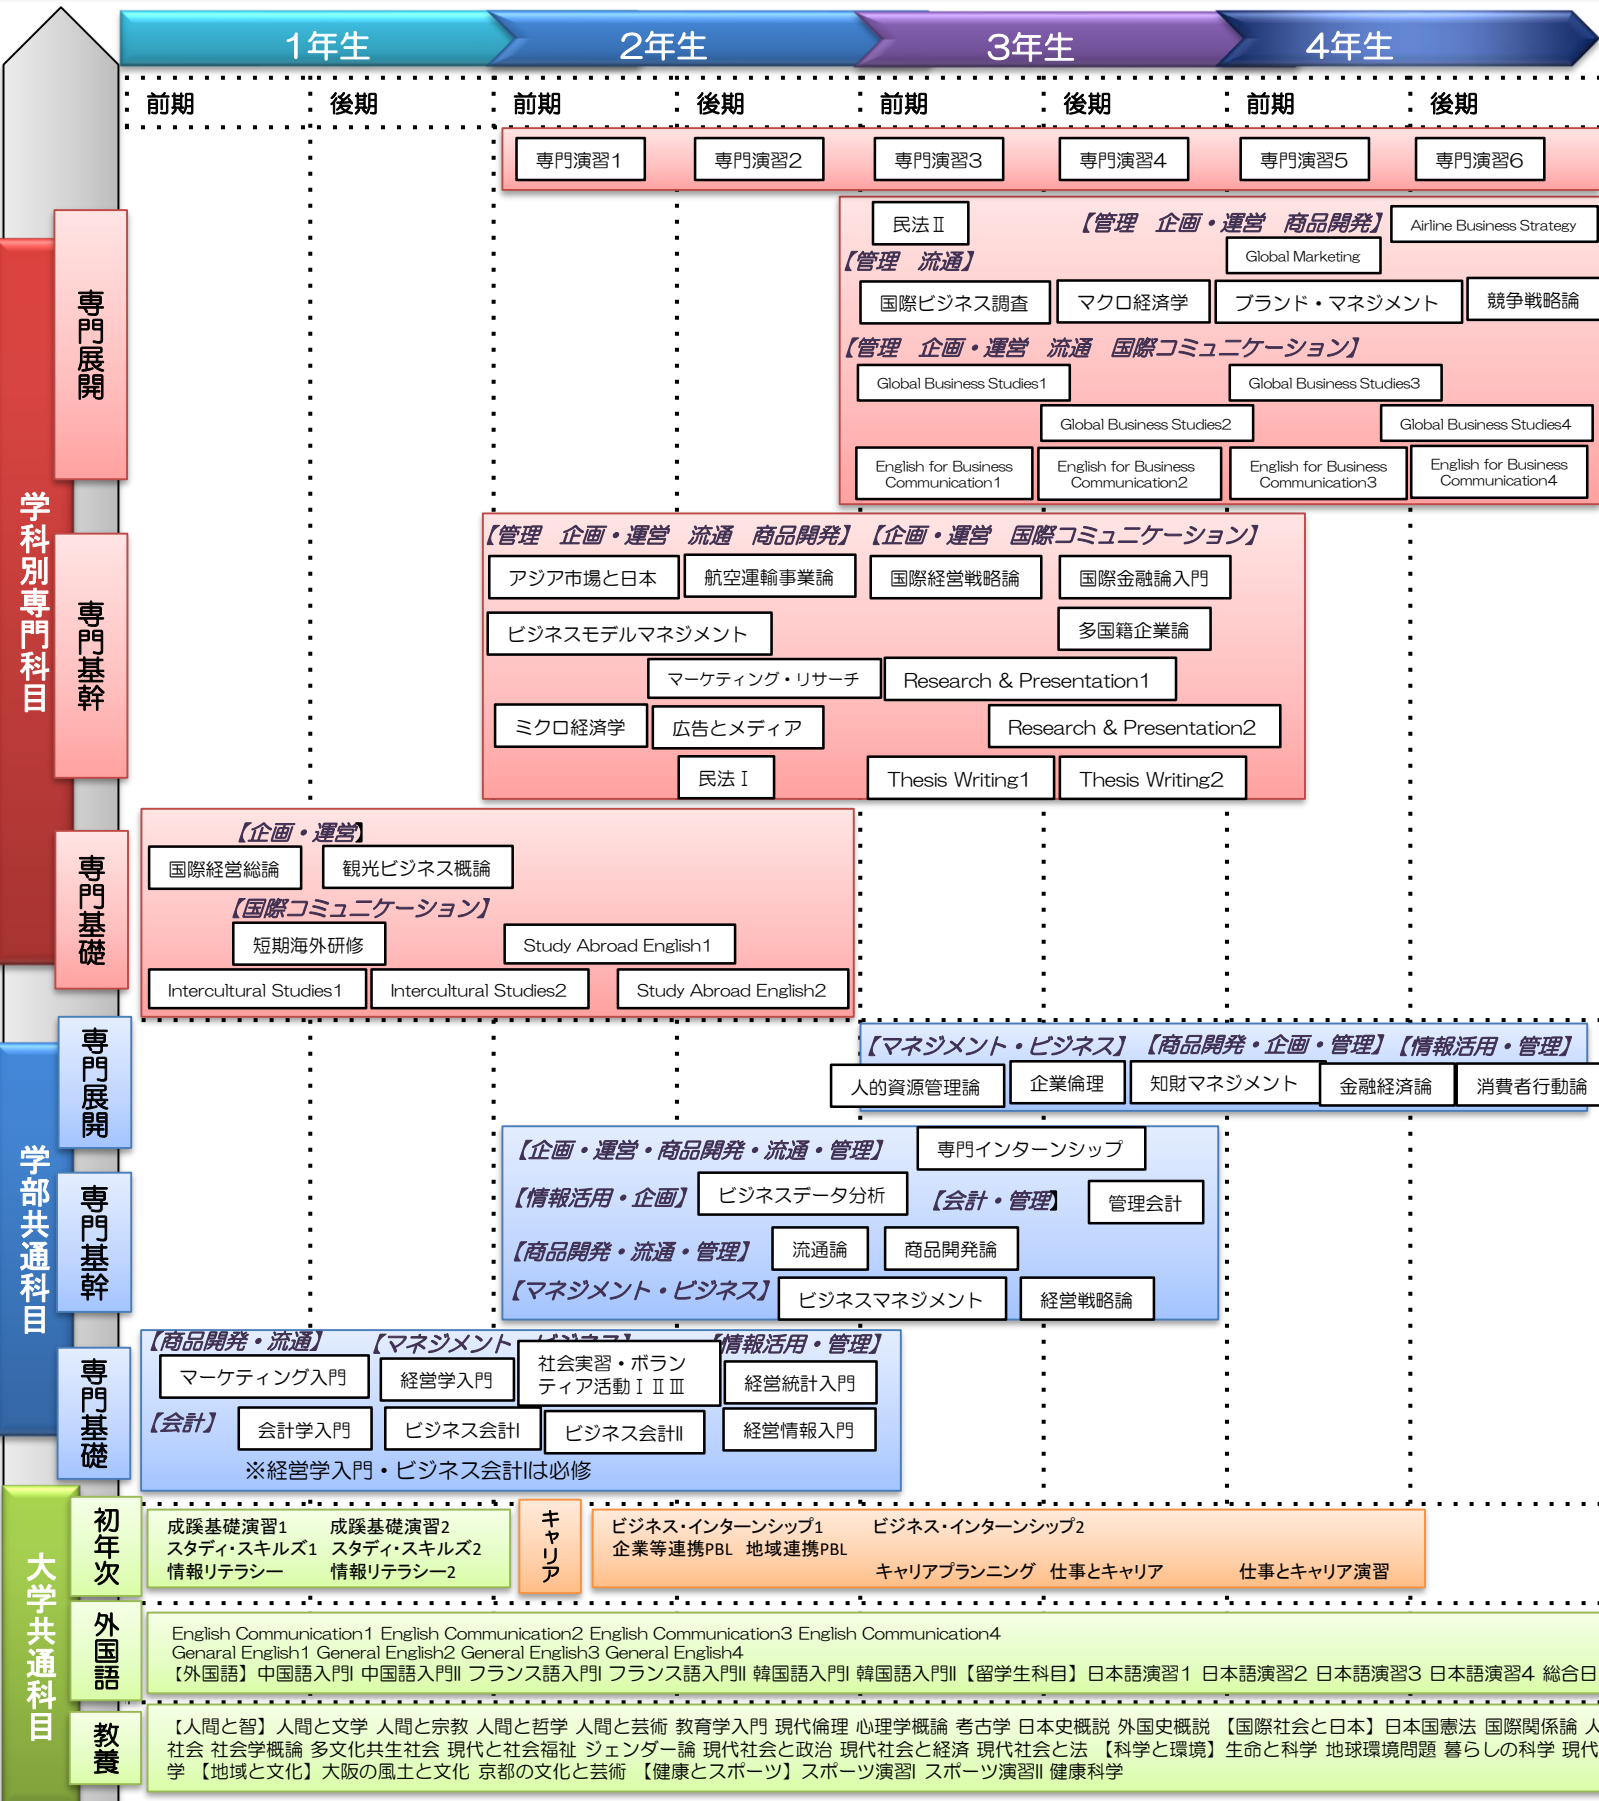 1年生
2年生
3年生
4年生
前期
後期
前期
後期
前期
後期
前期
後期
専門演習1
専門演習2
専門演習3
専門演習4
専門演習5
専門演習6
学科別専門科目
専門展開
民法Ⅱ
【管理　企画・運営　商品開発】
Airline Business Strategy
Global Marketing
【管理　流通】
国際ビジネス調査
マクロ経済学
ブランド・マネジメント
競争戦略論
【管理　企画・運営　流通　国際コミュニケーション】
Global Business Studies1
Global Business Studies3
Global Business Studies2
Global Business Studies4
English for Business
Communication1
English for Business
Communication2
English for Business
Communication3
English for Business
Communication4
専門基幹
【管理　企画・運営　流通　商品開発】
【企画・運営　国際コミュニケーション】
アジア市場と日本
航空運輸事業論
国際経営戦略論
国際金融論入門
ビジネスモデルマネジメント
多国籍企業論
マーケティング・リサーチ
Research & Presentation1
ミクロ経済学
広告とメディア
Research & Presentation2
民法Ⅰ
Thesis Writing1
Thesis Writing2
専門基礎
【企画・運営】
国際経営総論
観光ビジネス概論
【国際コミュニケーション】
短期海外研修
Study Abroad English1
Intercultural Studies1
Intercultural Studies2
Study Abroad English2
学部共通科目
専門展開
【マネジメント・ビジネス】
【商品開発・企画・管理】
【情報活用・管理】
人的資源管理論
企業倫理
知財マネジメント
金融経済論
消費者行動論
専門基幹
【企画・運営・商品開発・流通・管理】
専門インターンシップ
【情報活用・企画】
ビジネスデータ分析
【会計・管理】
管理会計
【商品開発・流通・管理】
流通論
商品開発論
【マネジメント・ビジネス】
ビジネスマネジメント
経営戦略論
専門基礎
【商品開発・流通】
【マネジメント・ビジネス】
【情報活用・管理】
マーケティング入門
経営学入門
社会実習・ボラン
ティア活動ⅠⅡⅢ
経営統計入門
【会計】
会計学入門
ビジネス会計Ⅰ
ビジネス会計Ⅱ
経営情報入門
※経営学入門・ビジネス会計Ⅰは必修
大学共通科目
初年次
成蹊基礎演習1　成蹊基礎演習2
スタディ・スキルズ1　スタディ・スキルズ2
情報リテラシー　情報リテラシー2
キャリア
ビジネス・インターンシップ1　ビジネス・インターンシップ2
企業等連携PBL　地域連携PBL
キャリアプランニング　仕事とキャリア　仕事とキャリア演習
外国語
English Communication1 English Communication2 English Communication3 English Communication4
Genaral English1 General English2 General English3 General English4
【外国語】中国語入門Ⅰ 中国語入門Ⅱ フランス語入門Ⅰ フランス語入門Ⅱ 韓国語入門Ⅰ 韓国語入門Ⅱ【留学生科目】日本語演習1 日本語演習2 日本語演習3 日本語演習4 総合日
教養
【人間と智】人間と文学 人間と宗教 人間と哲学 人間と芸術 教育学入門 現代倫理 心理学概論 考古学 日本史概説 外国史概説 【国際社会と日本】日本国憲法 国際関係論 人
社会 社会学概論 多文化共生社会 現代と社会福祉 ジェンダー論 現代社会と政治 現代社会と経済 現代社会と法 【科学と環境】生命と科学 地球環境問題 暮らしの科学 現代
学 【地域と文化】大阪の風土と文化 京都の文化と芸術 【健康とスポーツ】スポーツ演習Ⅰ スポーツ演習Ⅱ 健康科学